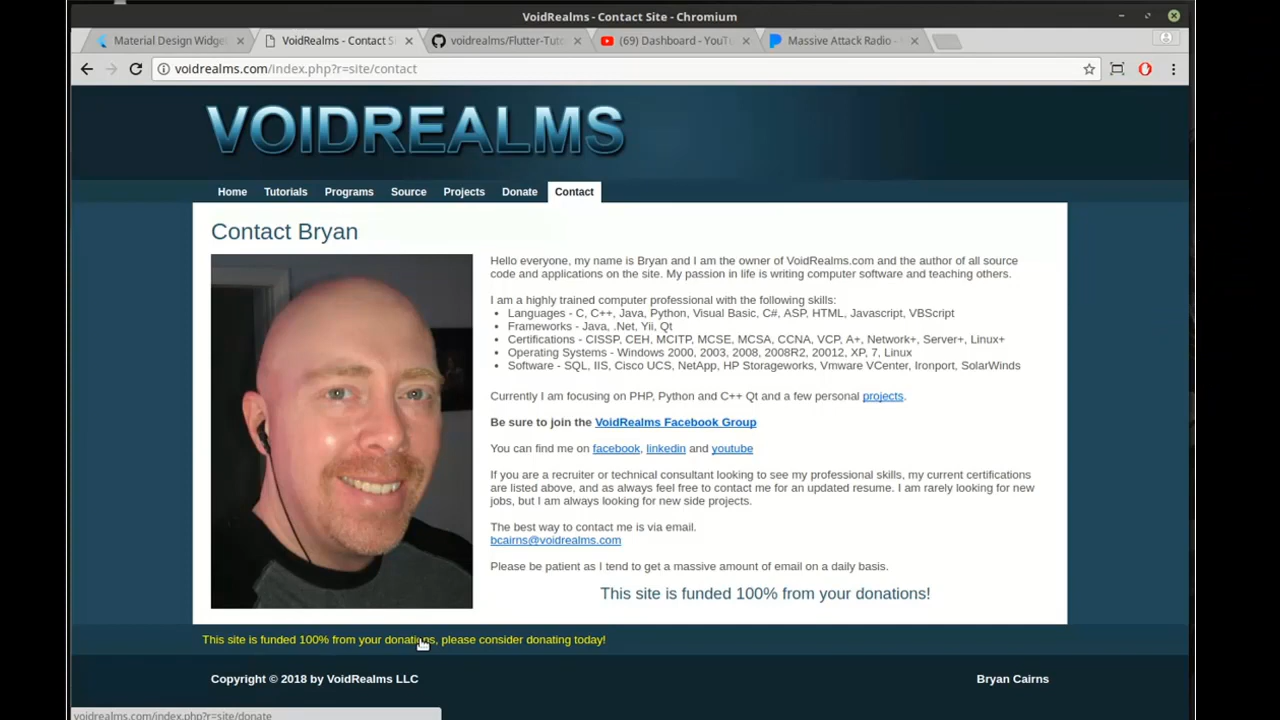 VoidRealms - Contact Site - Chromium
Material Design Widge
VoidRealms - Contact S
voidrealms/Flutter-Tuto
(69) Dashboard - YouTu
Massive Attack Radio -
voidrealms.com/index.php?r=site/contact
VOIDREALMS
Home Tutorials Programs Source Projects Donate Contact
Contact Bryan
Hello everyone, my name is Bryan and I am the owner of VoidRealms.com and the author of all source
code and applications on the site. My passion in life is writing computer software and teaching others.
I am a highly trained computer professional with the following skills:
• Languages - C, C++, Java, Python, Visual Basic, C#, ASP, HTML, Javascript, VBScript
• Frameworks - Java, .Net, Yii, Qt
• Certifications - CISSP, CEH, MCITP, MCSE, MCSA, CCNA, VCP, A+, Network+, Server+, Linux+
• Operating Systems - Windows 2000, 2003, 2008, 2008R2, 20012, XP, 7, Linux
• Software - SQL, IIS, Cisco UCS, NetApp, HP Storageworks, Vmware VCenter, Ironport, SolarWinds
Currently I am focusing on PHP, Python and C++ Qt and a few personal projects.
Be sure to join the VoidRealms Facebook Group
You can find me on facebook, linkedin and youtube
If you are a recruiter or technical consultant looking to see my professional skills, my current certifications
are listed above, and as always feel free to contact me for an updated resume. I am rarely looking for new
jobs, but I am always looking for new side projects.
The best way to contact me is via email.
bcairns@voidrealms.com
Please be patient as I tend to get a massive amount of email on a daily basis.
This site is funded 100% from your donations!
This site is funded 100% from your donations, please consider donating today!
Copyright © 2018 by VoidRealms LLC
Bryan Cairns
voidrealms.com/index.php?r=site/donate